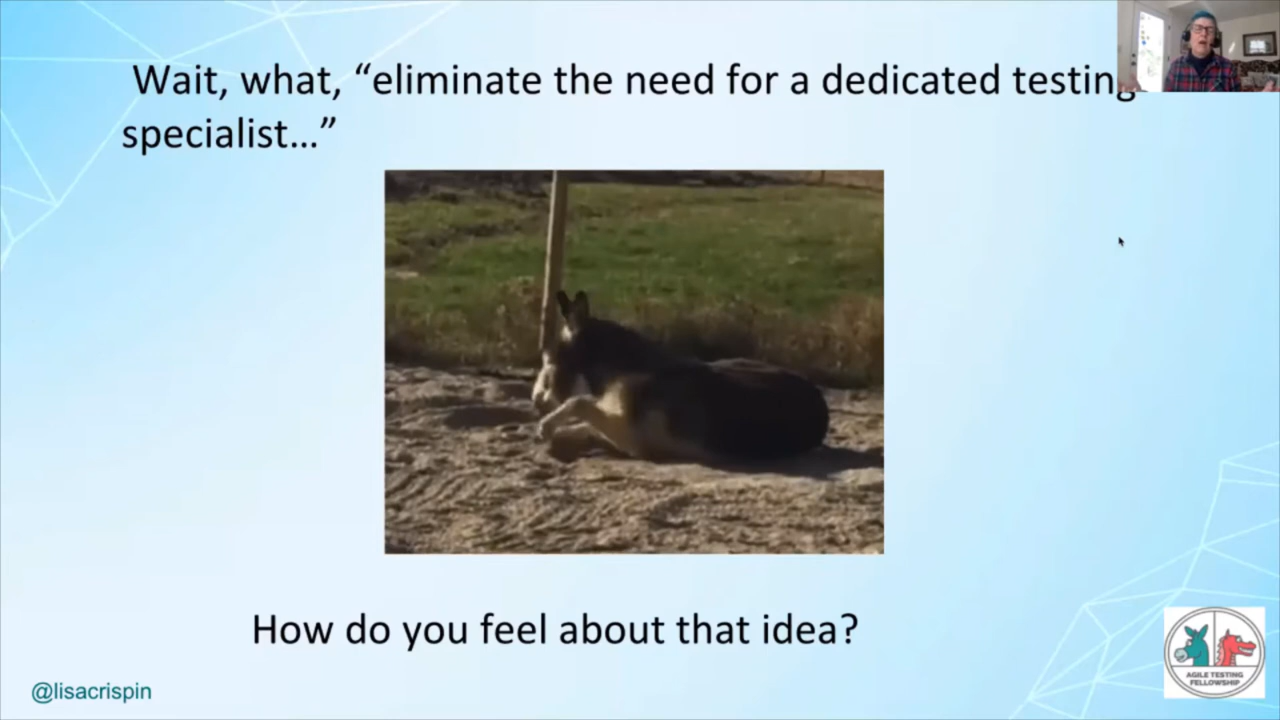 Wait, what, “eliminate the need for a dedicated testing
specialist…”
How do you feel about that idea?
@lisacrispin
AGILE TESTING
FELLOWSHIP